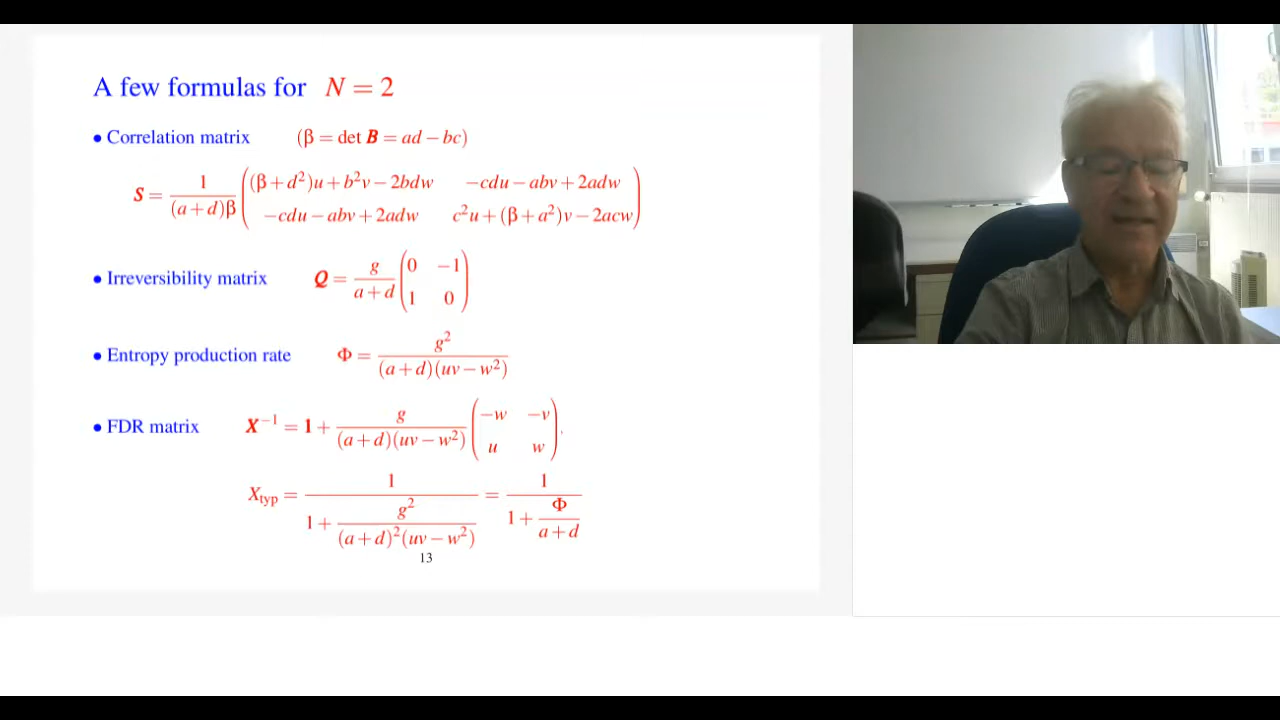 A few formulas for N = 2
• Correlation matrix (β = det B = ad − bc)
S = 1/((a+d)β) ( (β+d²)u + b²v − 2bdw   −cdu − abv + 2adw
−cdu − abv + 2adw   c²u + (β+a²)v − 2acw )
• Irreversibility matrix Q = g/(a+d) ( 0 −1
1 0 )
• Entropy production rate Φ = g²/((a+d)(uv − w²))
• FDR matrix X⁻¹ = 1 + g/((a+d)(uv − w²)) ( −w −v
u w ) .
X_typ = 1/(1 + g²/((a+d)²(uv − w²))) = 1/(1 + Φ/(a+d))
13